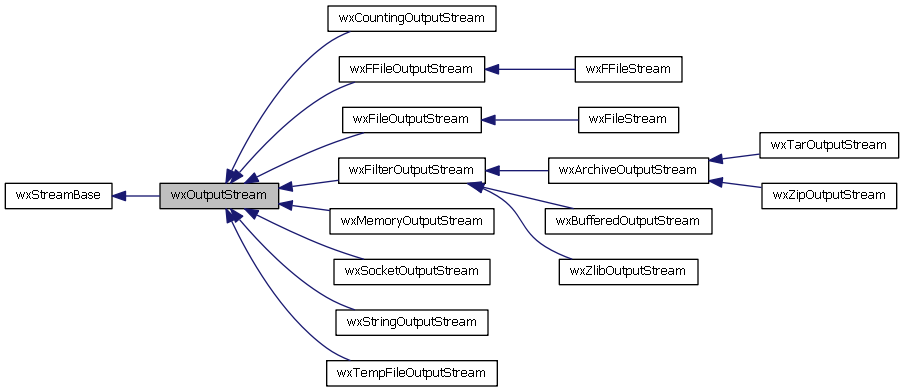 wxCountingOutputStream
wxFFileOutputStream
wxFFileStream
wxFileOutputStream
wxFileStream
wxTarOutputStream
wxFilterOutputStream
wxArchiveOutputStream
wxStreamBase
wxOutputStream
wxZipOutputStream
wxMemoryOutputStream
wxBufferedOutputStream
wxSocketOutputStream
wxZlibOutputStream
wxStringOutputStream
wxTempFileOutputStream